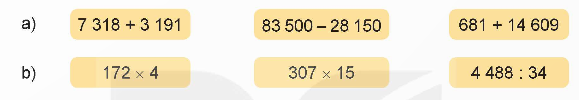 a) 7 318 + 3 191 83 500 – 28 150 681 + 14 609
b) 172 × 4 307 × 15 4 488 : 34